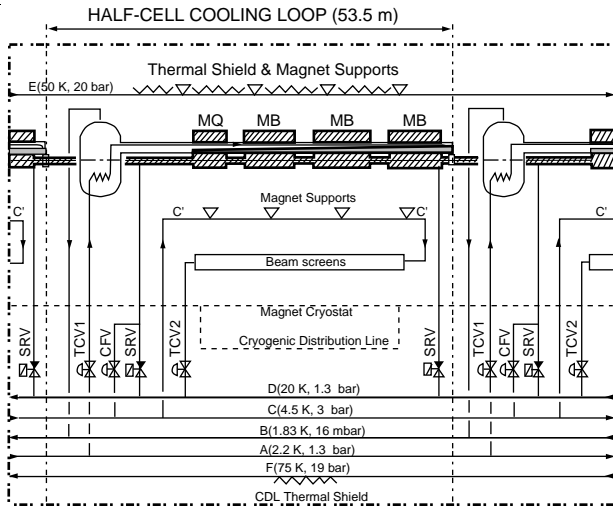 HALF-CELL COOLING LOOP (53.5 m)
Thermal Shield & Magnet Supports
E(50 K, 20 bar)
MQ MB MB MB
Magnet Supports
C' C' C' C'
Beam screens
Magnet Cryostat
Cryogenic Distribution Line
SRV TCV1 CFV SRV TCV2 SRV TCV1 CFV SRV TCV2
D(20 K, 1.3 bar)
C(4.5 K, 3 bar)
B(1.83 K, 16 mbar)
A(2.2 K, 1.3 bar)
F(75 K, 19 bar)
CDL Thermal Shield